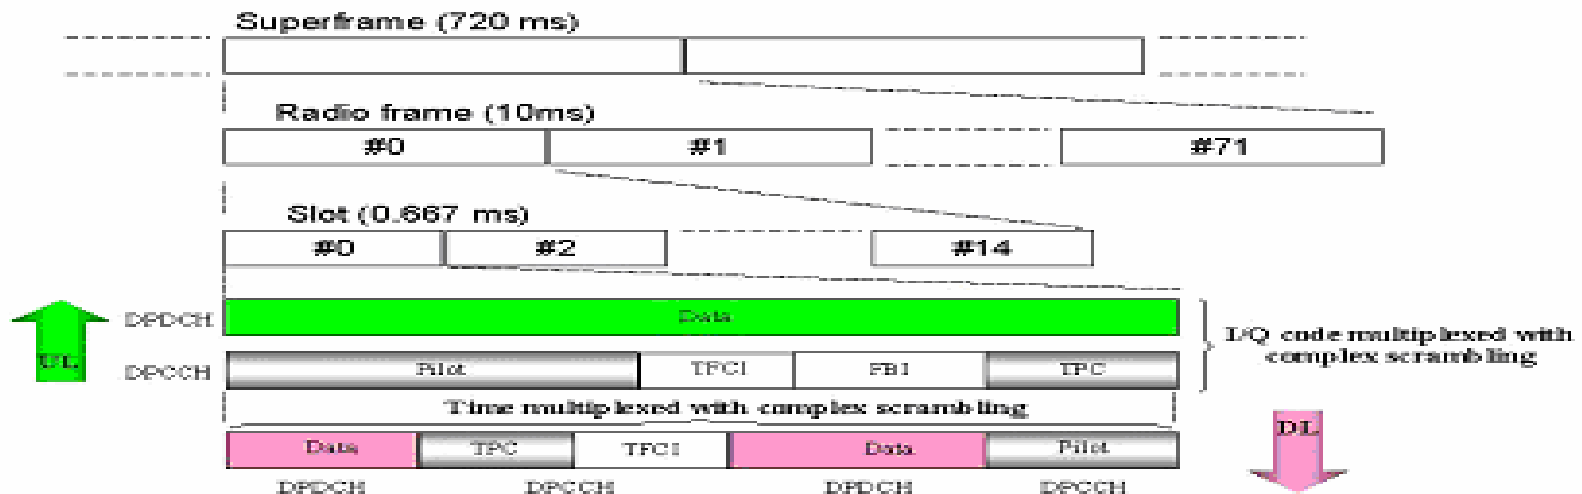 Superframe (720 ms)
Radio frame (10ms)
#0 #1 #71
Slot (0.667 ms)
#0 #2 #14
DPDCH Data
UL
DPCCH Pilot TFCI FBI TPC
I/Q code multiplexed with
complex scrambling
Time multiplexed with complex scrambling
DL
Data TPC TFCI Data Pilot
DPDCH DPCCH DPDCH DPCCH